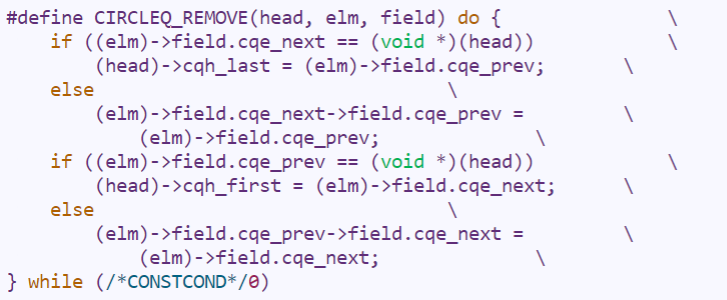 #define CIRCLEQ_REMOVE(head, elm, field) do { \
if ((elm)->field.cqe_next == (void *)(head)) \
(head)->cqh_last = (elm)->field.cqe_prev; \
else \
(elm)->field.cqe_next->field.cqe_prev = \
(elm)->field.cqe_prev; \
if ((elm)->field.cqe_prev == (void *)(head)) \
(head)->cqh_first = (elm)->field.cqe_next; \
else \
(elm)->field.cqe_prev->field.cqe_next = \
(elm)->field.cqe_next; \
} while (/*CONSTCOND*/0)